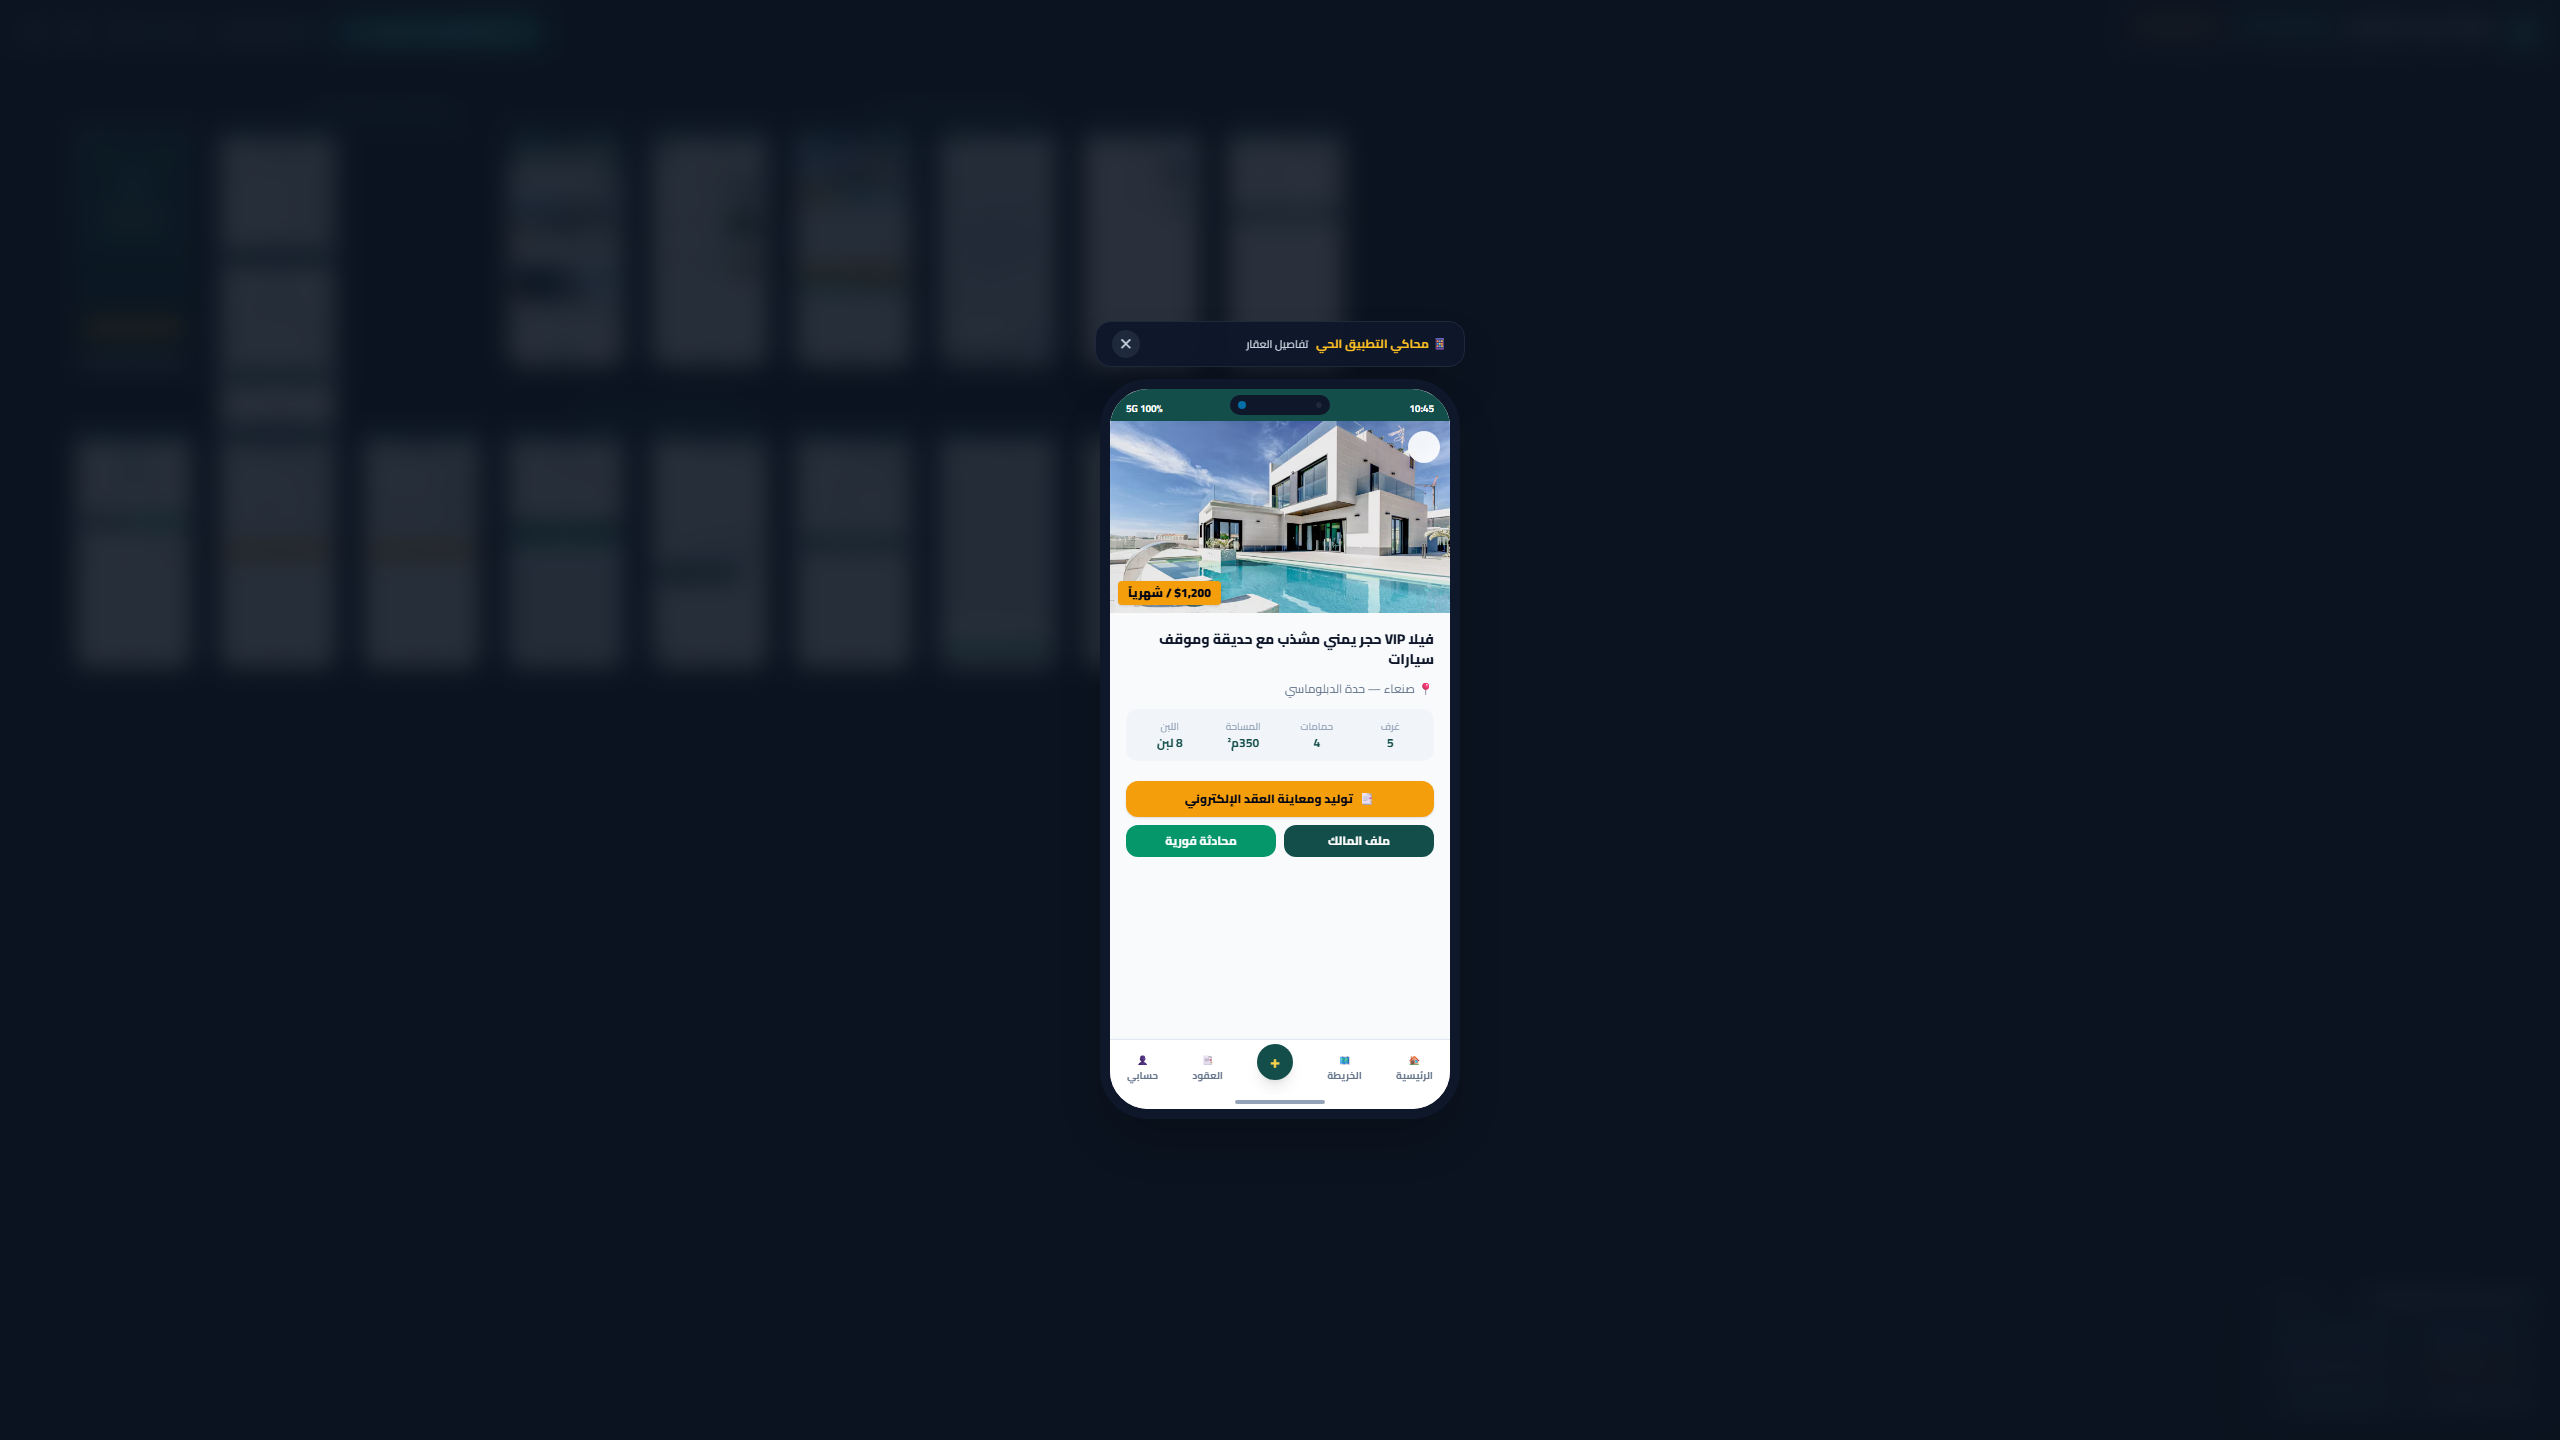 محاكي التطبيق الحي تفاصيل العقار
10:45
5G 100%
$1,200 / شهرياً
فيلا VIP حجر يمني مشذب مع حديقة وموقف
سيارات
صنعاء — حدة الدبلوماسي
غرف حمامات المساحة اللبن
5 4 350م² 8 لبن
توليد ومعاينة العقد الإلكتروني
ملف المالك محادثة فورية
+
الرئيسية الخريطة العقود حسابي